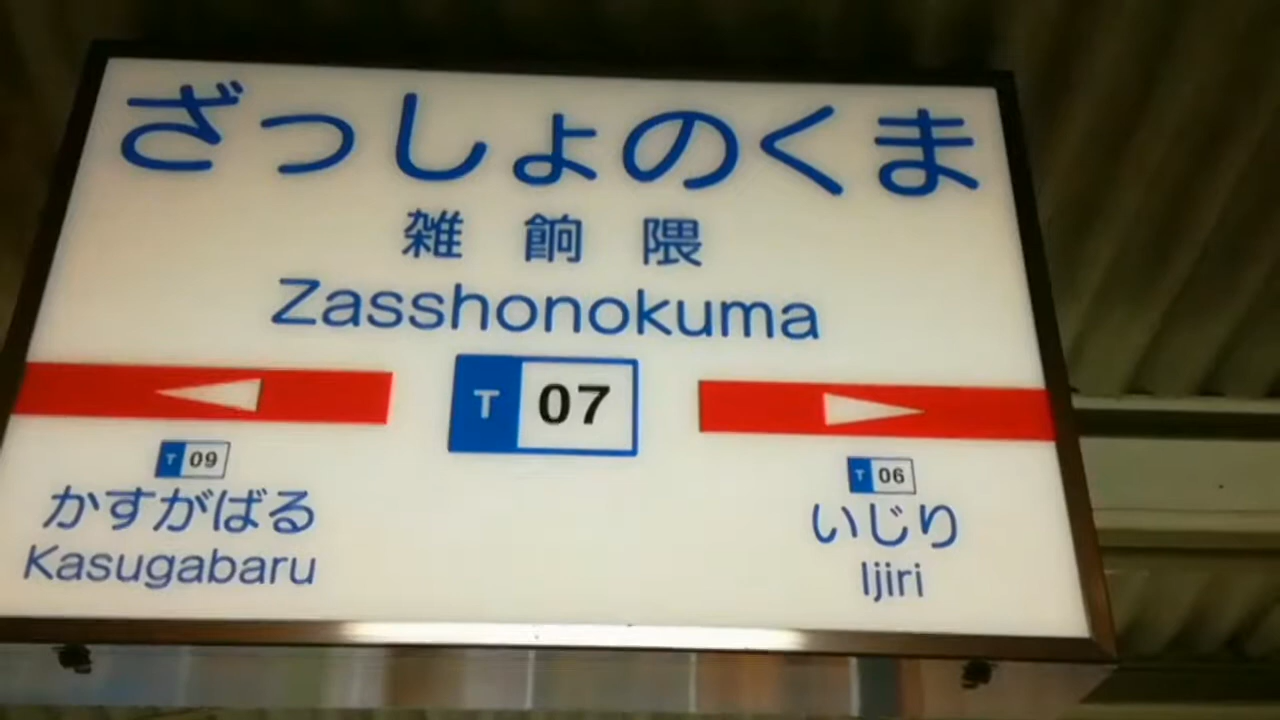 ざっしょのくま
雑餉隈
Zasshonokuma
T 07
T 09
かすがばる
Kasugabaru
T 06
いじり
Ijiri